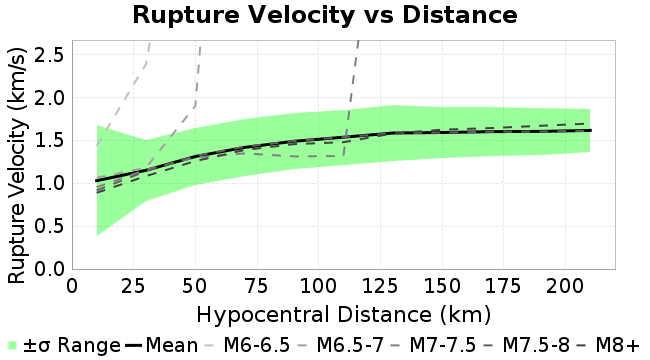 Rupture Velocity vs Distance
Rupture Velocity (km/s)
2.5
2.0
1.5
1.0
0.5
0.0
0 25 50 75 100 125 150 175 200
Hypocentral Distance (km)
±σ Range Mean M6-6.5 M6.5-7 M7-7.5 M7.5-8 M8+